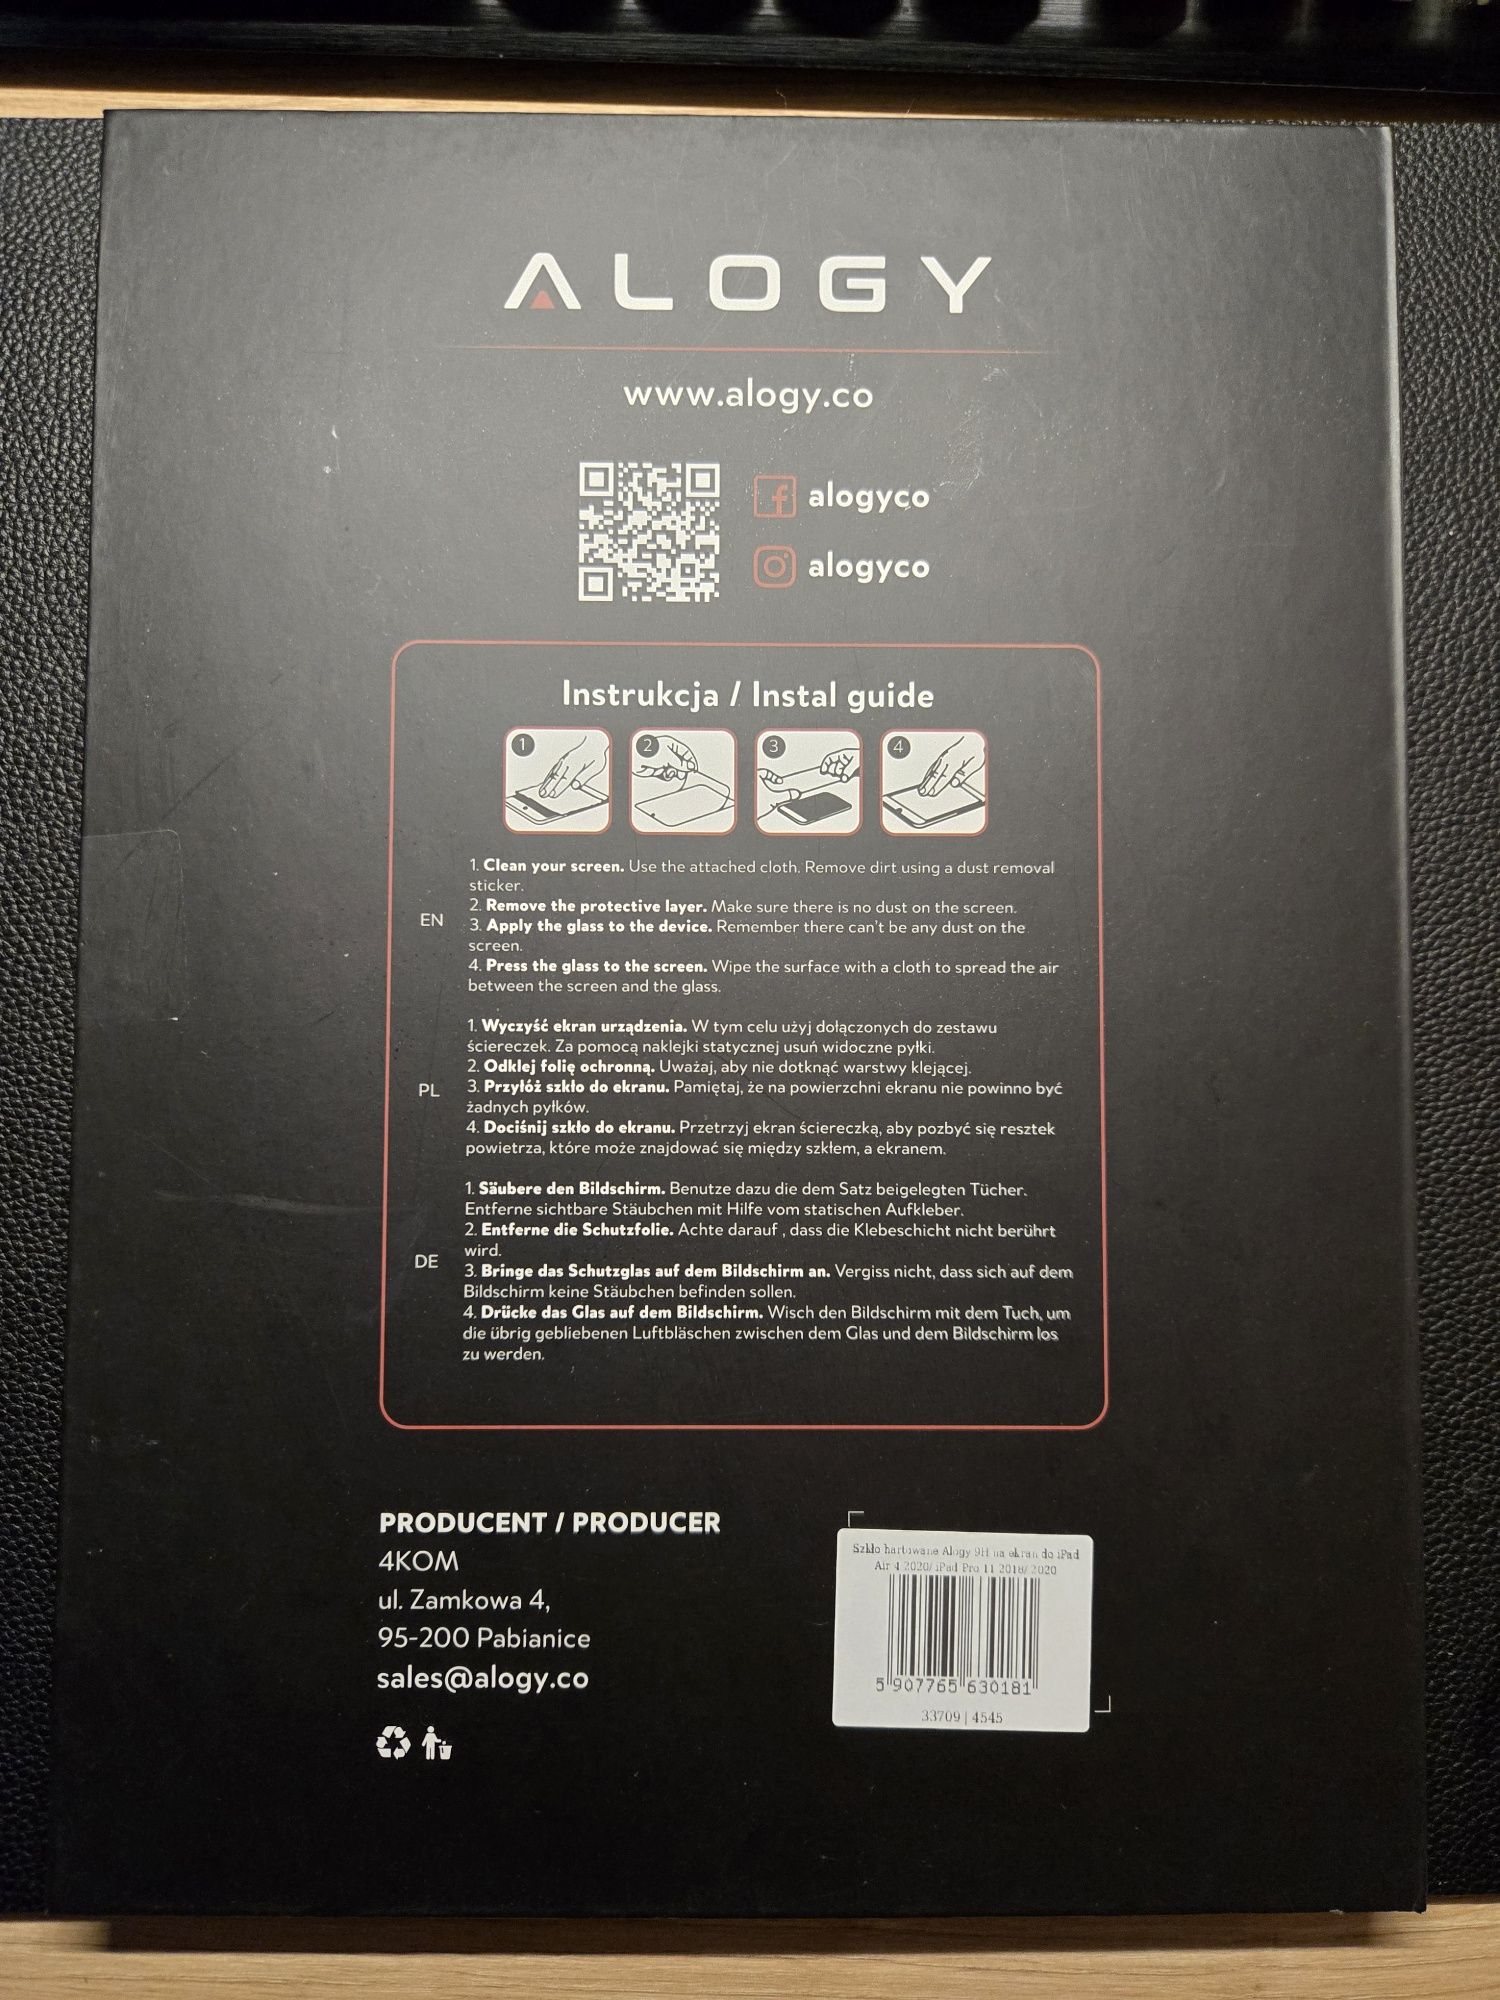 ALOGY
www.alogy.co
alogyco
alogyco
Instrukcja / Instal guide
1 2 3 4
EN
1. Clean your screen. Use the attached cloth. Remove dirt using a dust removal
sticker.
2. Remove the protective layer. Make sure there is no dust on the screen.
3. Apply the glass to the device. Remember there can't be any dust on the
screen.
4. Press the glass to the screen. Wipe the surface with a cloth to spread the air
between the screen and the glass.
PL
1. Wyczyść ekran urządzenia. W tym celu użyj dołączonych do zestawu
ściereczek. Za pomocą naklejki statycznej usuń widoczne pyłki.
2. Odklej folię ochronną. Uważaj, aby nie dotknąć warstwy klejącej.
3. Przyłóż szkło do ekranu. Pamiętaj, że na powierzchni ekranu nie powinno być
żadnych pyłków.
4. Dociśnij szkło do ekranu. Przetrzyj ekran ściereczką, aby pozbyć się resztek
powietrza, które może znajdować się między szkłem, a ekranem.
DE
1. Säubere den Bildschirm. Benutze dazu die dem Satz beigelegten Tücher.
Entferne sichtbare Stäubchen mit Hilfe vom statischen Aufkleber.
2. Entferne die Schutzfolie. Achte darauf , dass die Klebeschicht nicht berührt
wird.
3. Bringe das Schutzglas auf dem Bildschirm an. Vergiss nicht, dass sich auf dem
Bildschirm keine Stäubchen befinden sollen.
4. Drücke das Glas auf dem Bildschirm. Wisch den Bildschirm mit dem Tuch, um
die übrig gebliebenen Luftbläschen zwischen dem Glas und dem Bildschirm los
zu werden.
PRODUCENT / PRODUCER
4KOM
ul. Zamkowa 4,
95-200 Pabianice
sales@alogy.co
Szkło hartowane Alogy 9H na ekran do iPad
Air 4 2020/ iPad Pro 11 2018/ 2020
5 907765 630181
33709 | 4545